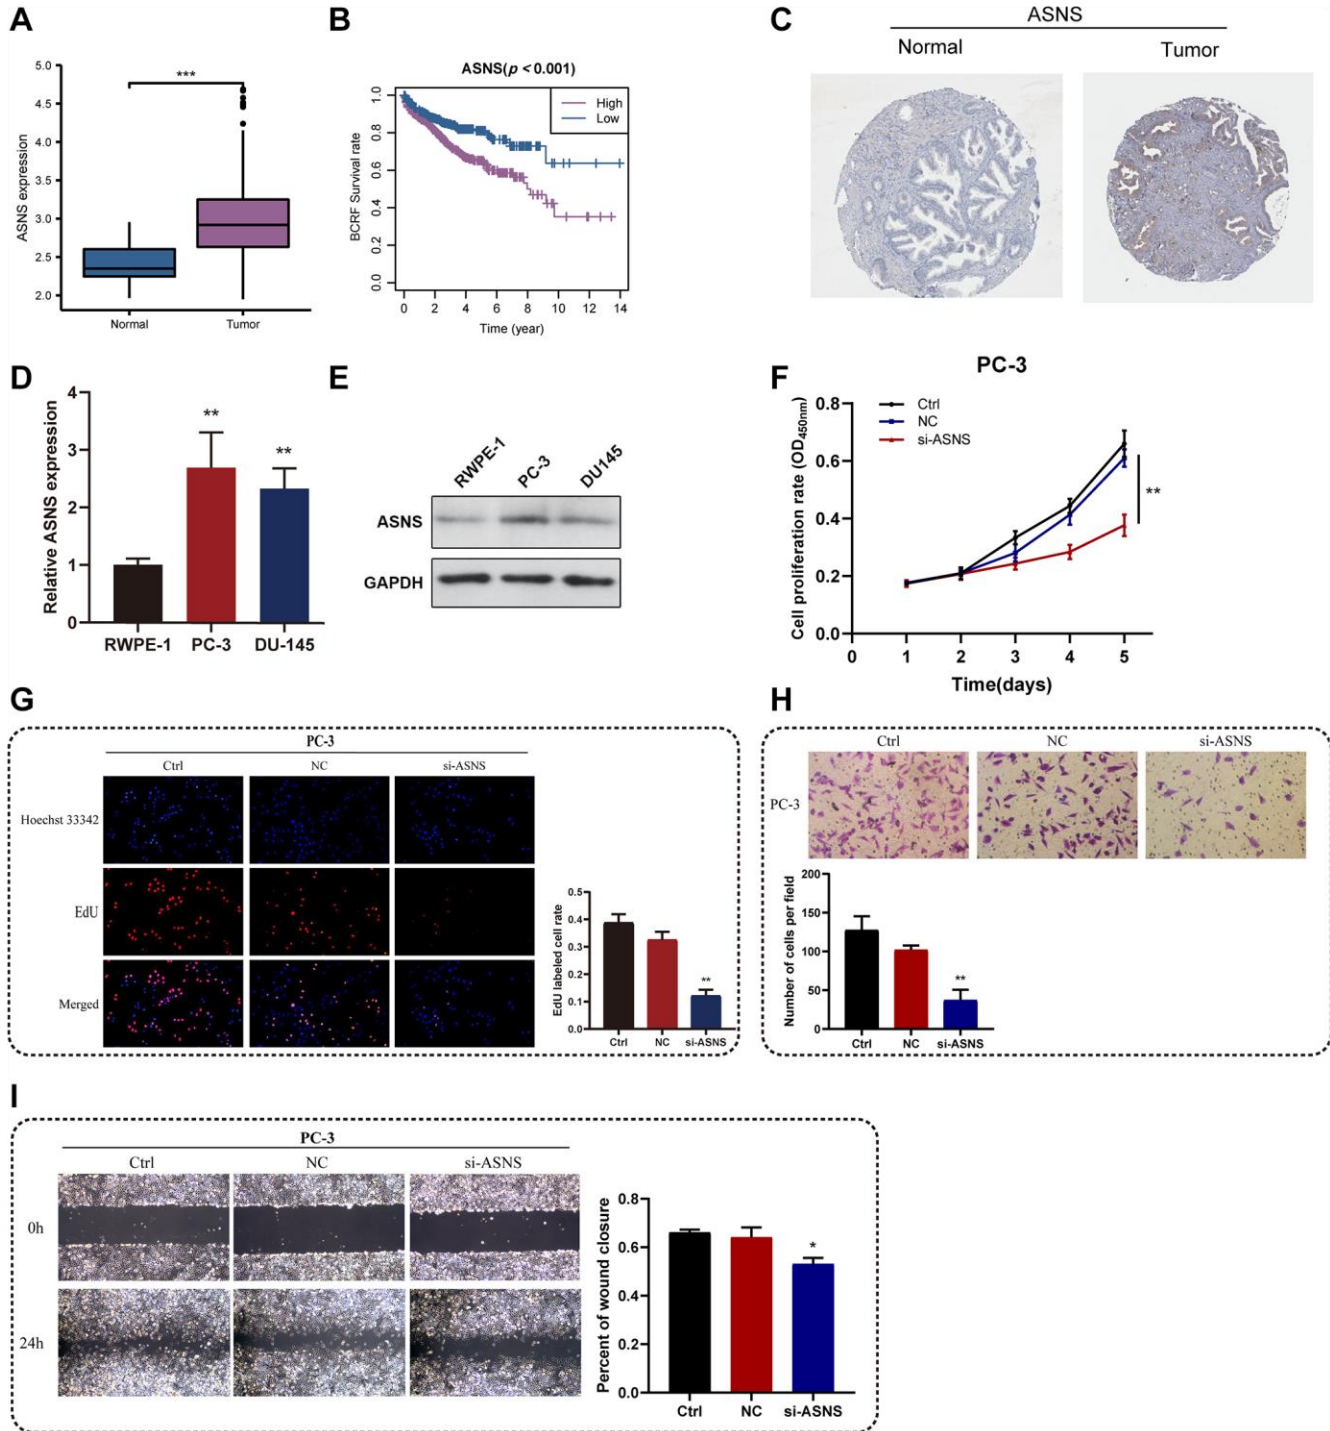 A
ASNS expression
5.0
4.5
4.0
3.5
3.0
2.5
2.0
***
Normal
Tumor
B
ASNS(p < 0.001)
BCRF Survival rate
1.0
0.8
0.6
0.4
0.2
0.0
High
Low
0 2 4 6 8 10 12 14
Time (year)
C
ASNS
Normal
Tumor
D
Relative ASNS expression
4
3
2
1
0
**
**
RWPE-1
PC-3
DU-145
E
RWPE-1
PC-3
DU145
ASNS
GAPDH
F
PC-3
Cell proliferation rate (OD450nm)
0.8
0.6
0.4
0.2
0.0
Ctrl
NC
si-ASNS
**
0 1 2 3 4 5
Time(days)
G
PC-3
Ctrl
NC
si-ASNS
Hoechst 33342
EdU
Merged
EdU labeled cell rate
0.5
0.4
0.3
0.2
0.1
0.0
**
Ctrl
NC
si-ASNS
H
Ctrl
NC
si-ASNS
PC-3
Number of cells per field
200
150
100
50
0
**
Ctrl
NC
si-ASNS
I
PC-3
Ctrl
NC
si-ASNS
0h
24h
Percent of wound closure
0.8
0.6
0.4
0.2
0.0
*
Ctrl
NC
si-ASNS